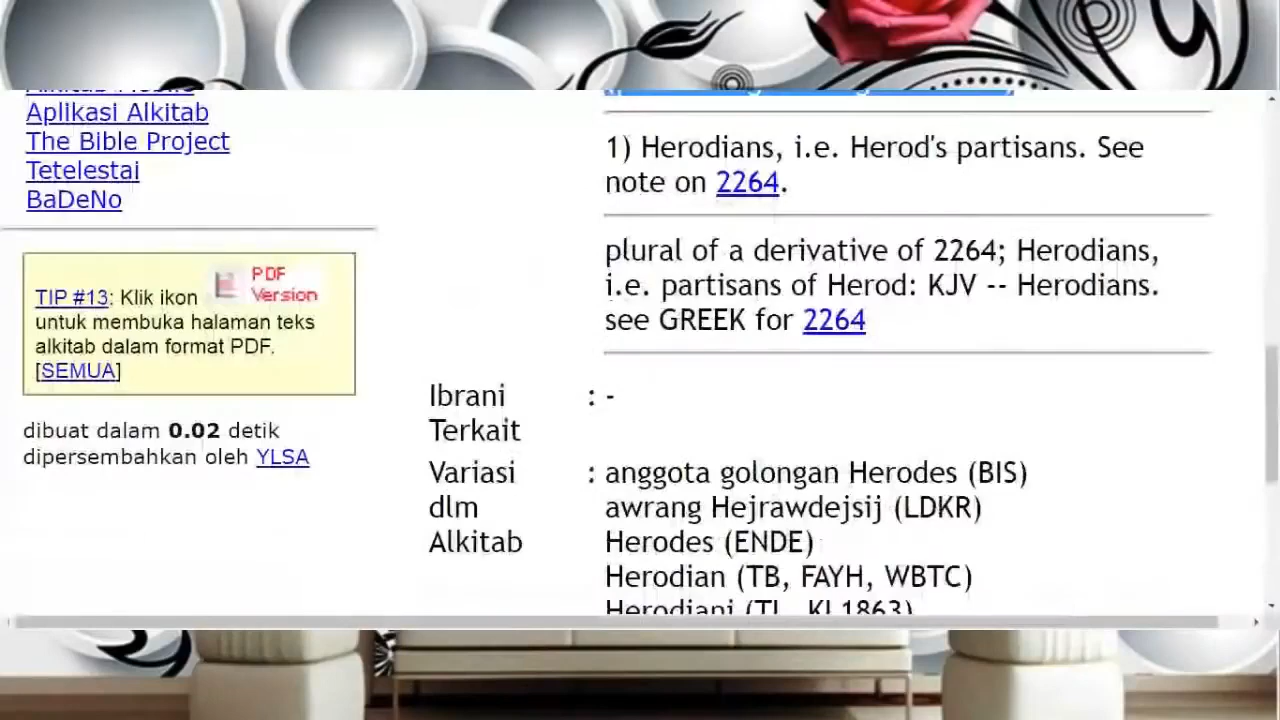 Aplikasi Alkitab
The Bible Project
Tetelestai
BaDeNo
TIP #13: Klik ikon PDF Version
untuk membuka halaman teks
alkitab dalam format PDF.
[SEMUA]
dibuat dalam 0.02 detik
dipersembahkan oleh YLSA
1) Herodians, i.e. Herod's partisans. See
note on 2264.
plural of a derivative of 2264; Herodians,
i.e. partisans of Herod: KJV -- Herodians.
see GREEK for 2264
Ibrani : -
Terkait
Variasi : anggota golongan Herodes (BIS)
dlm awrang Hejrawdejsij (LDKR)
Alkitab Herodes (ENDE)
Herodian (TB, FAYH, WBTC)
Herodiani (TL, KL1863)